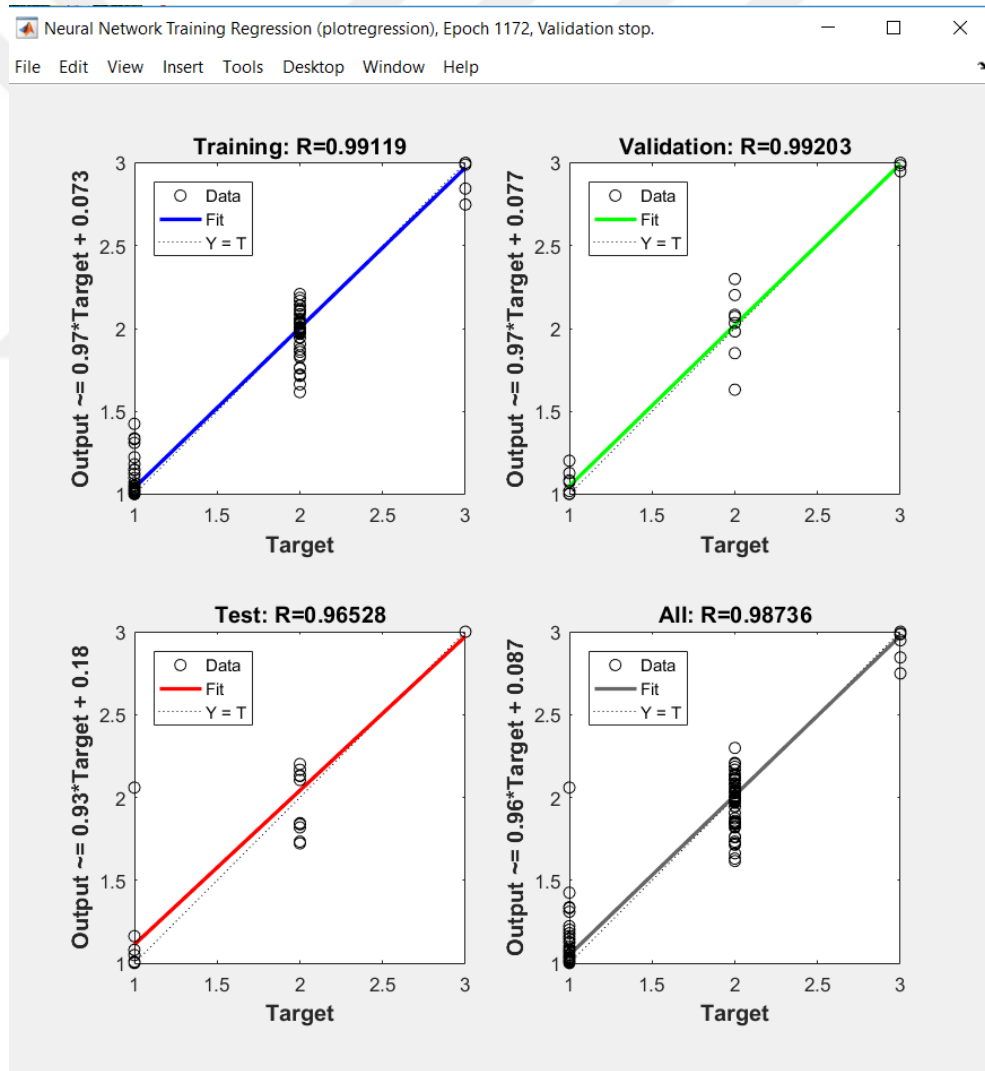 Neural Network Training Regression (plotregression), Epoch 1172, Validation stop.
File Edit View Insert Tools Desktop Window Help
Training: R=0.99119
Output ~= 0.97*Target + 0.073
3
2.5
2
1.5
1
Data
Fit
Y = T
1 1.5 2 2.5 3
Target
Validation: R=0.99203
Output ~= 0.97*Target + 0.077
3
2.5
2
1.5
1
Data
Fit
Y = T
1 1.5 2 2.5 3
Target
Test: R=0.96528
Output ~= 0.93*Target + 0.18
3
2.5
2
1.5
1
Data
Fit
Y = T
1 1.5 2 2.5 3
Target
All: R=0.98736
Output ~= 0.96*Target + 0.087
3
2.5
2
1.5
1
Data
Fit
Y = T
1 1.5 2 2.5 3
Target